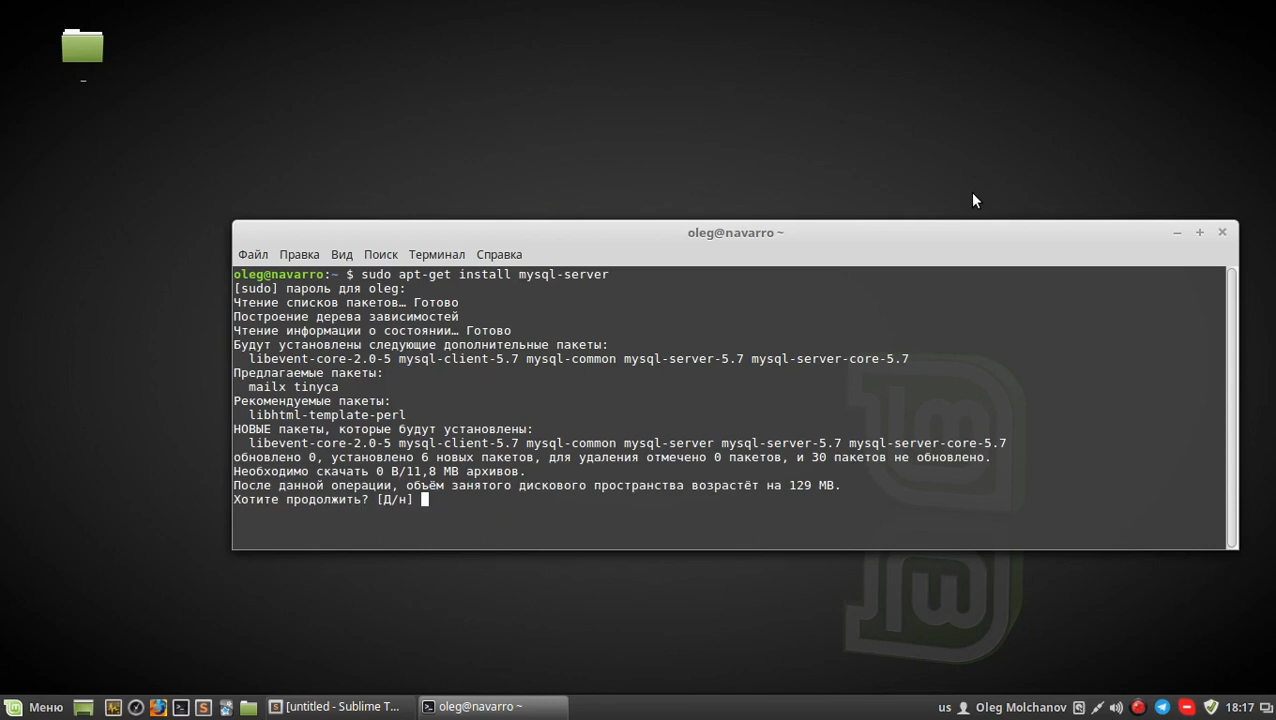 _
oleg@navarro ~
Файл Правка Вид Поиск Терминал Справка
oleg@navarro:~ $ sudo apt-get install mysql-server
[sudo] пароль для oleg:
Чтение списков пакетов… Готово
Построение дерева зависимостей
Чтение информации о состоянии… Готово
Будут установлены следующие дополнительные пакеты:
libevent-core-2.0-5 mysql-client-5.7 mysql-common mysql-server-5.7 mysql-server-core-5.7
Предлагаемые пакеты:
mailx tinyca
Рекомендуемые пакеты:
libhtml-template-perl
НОВЫЕ пакеты, которые будут установлены:
libevent-core-2.0-5 mysql-client-5.7 mysql-common mysql-server mysql-server-5.7 mysql-server-core-5.7
обновлено 0, установлено 6 новых пакетов, для удаления отмечено 0 пакетов, и 30 пакетов не обновлено.
Необходимо скачать 0 B/11,8 MB архивов.
После данной операции, объём занятого дискового пространства возрастёт на 129 MB.
Хотите продолжить? [Д/н]
Меню [untitled - Sublime T... oleg@navarro ~ us Oleg Molchanov 18:17